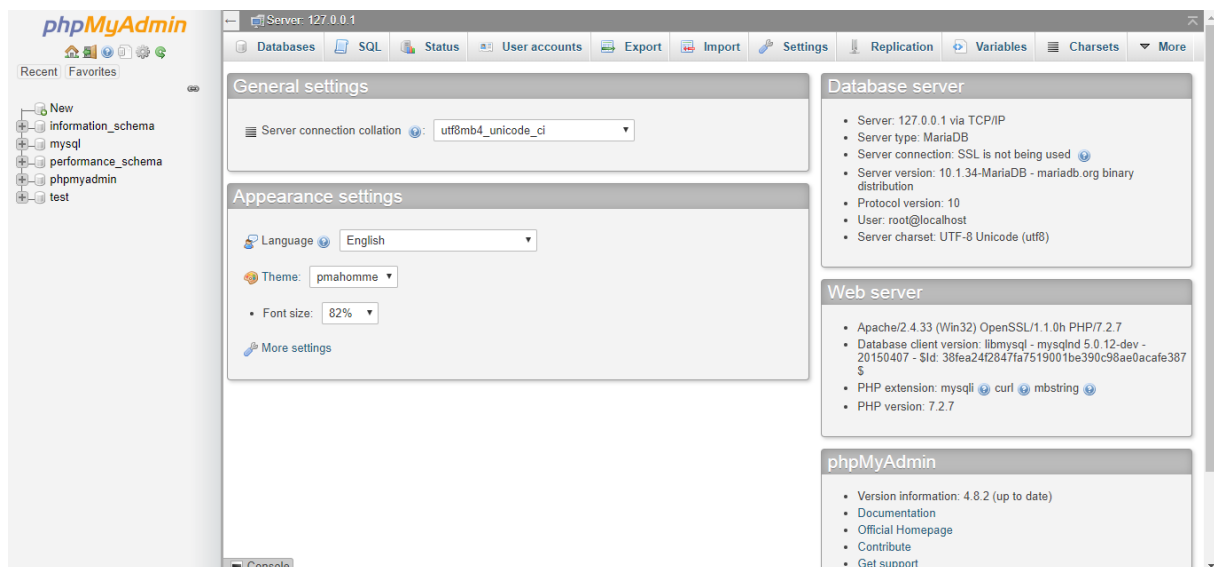 phpMyAdmin
Recent Favorites
New
information_schema
mysql
performance_schema
phpmyadmin
test
Server: 127.0.0.1
Databases SQL Status User accounts Export Import Settings Replication Variables Charsets More
General settings
Server connection collation : utf8mb4_unicode_ci
Appearance settings
Language English
Theme: pmahomme
• Font size: 82%
More settings
Database server
• Server: 127.0.0.1 via TCP/IP
• Server type: MariaDB
• Server connection: SSL is not being used
• Server version: 10.1.34-MariaDB - mariadb.org binary
distribution
• Protocol version: 10
• User: root@localhost
• Server charset: UTF-8 Unicode (utf8)
Web server
• Apache/2.4.33 (Win32) OpenSSL/1.1.0h PHP/7.2.7
• Database client version: libmysql - mysqlnd 5.0.12-dev -
20150407 - $Id: 38fea24f2847fa7519001be390c98ae0acafe387
$
• PHP extension: mysqli curl mbstring
• PHP version: 7.2.7
phpMyAdmin
• Version information: 4.8.2 (up to date)
• Documentation
• Official Homepage
• Contribute
• Get support
Console